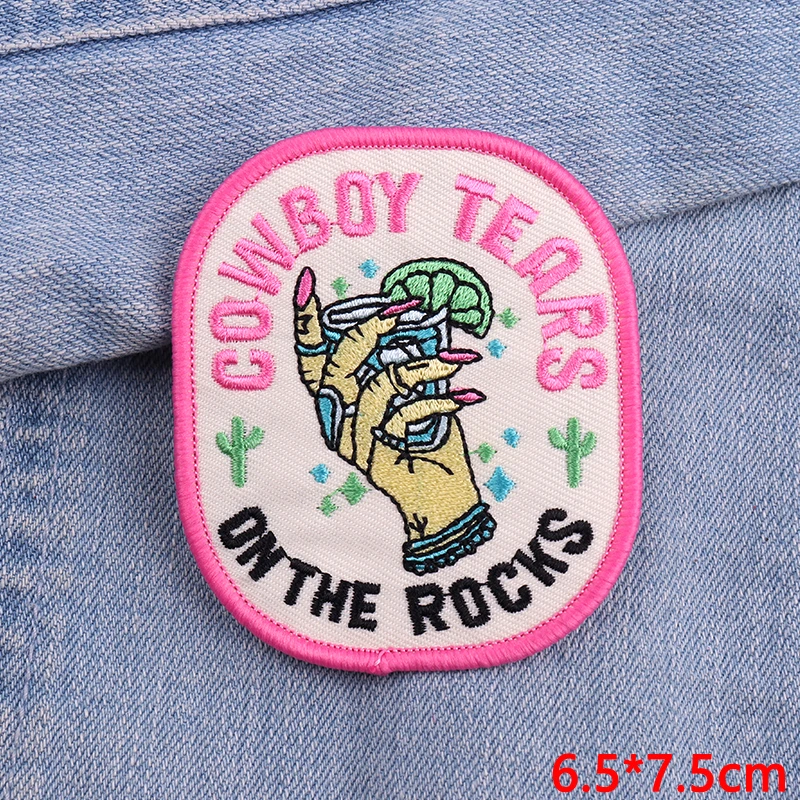 COWBOY TEARS
ON THE ROCKS
6.5*7.5cm